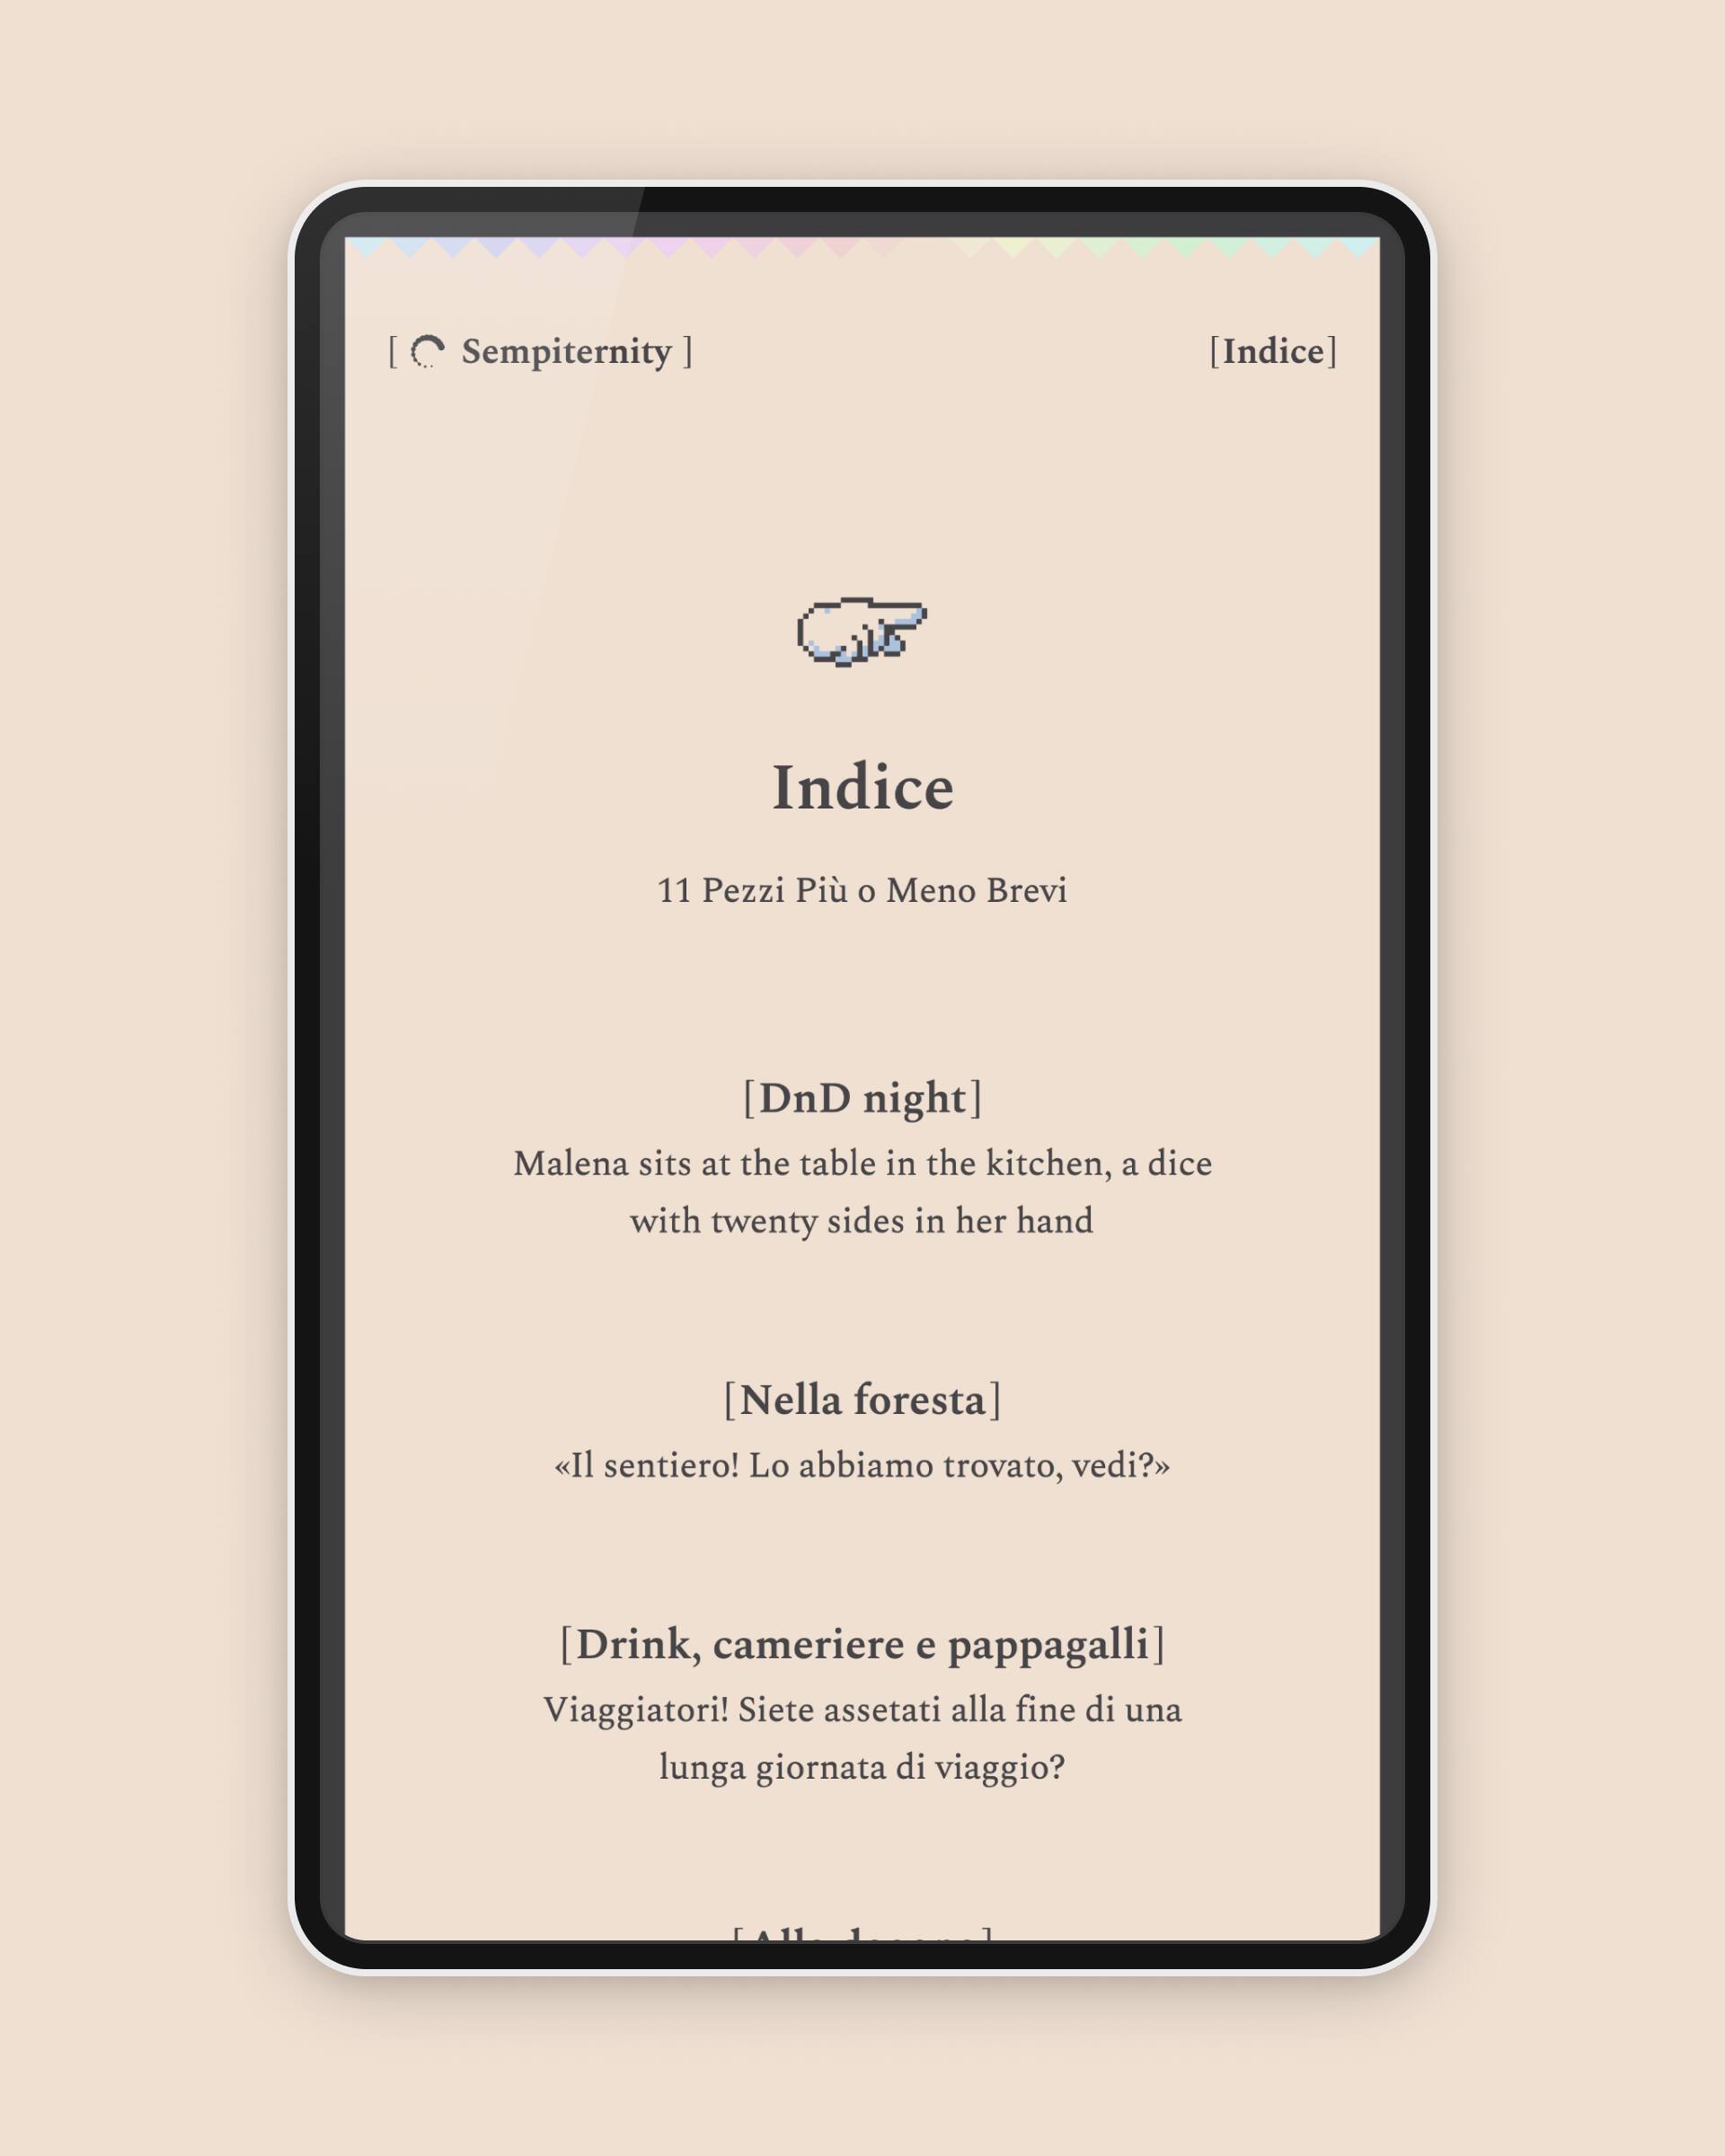 [ Sempiternity ]
[Indice]
Indice
11 Pezzi Più o Meno Brevi
[DnD night]
Malena sits at the table in the kitchen, a dice
with twenty sides in her hand
[Nella foresta]
«Il sentiero! Lo abbiamo trovato, vedi?»
[Drink, cameriere e pappagalli]
Viaggiatori! Siete assetati alla fine di una
lunga giornata di viaggio?